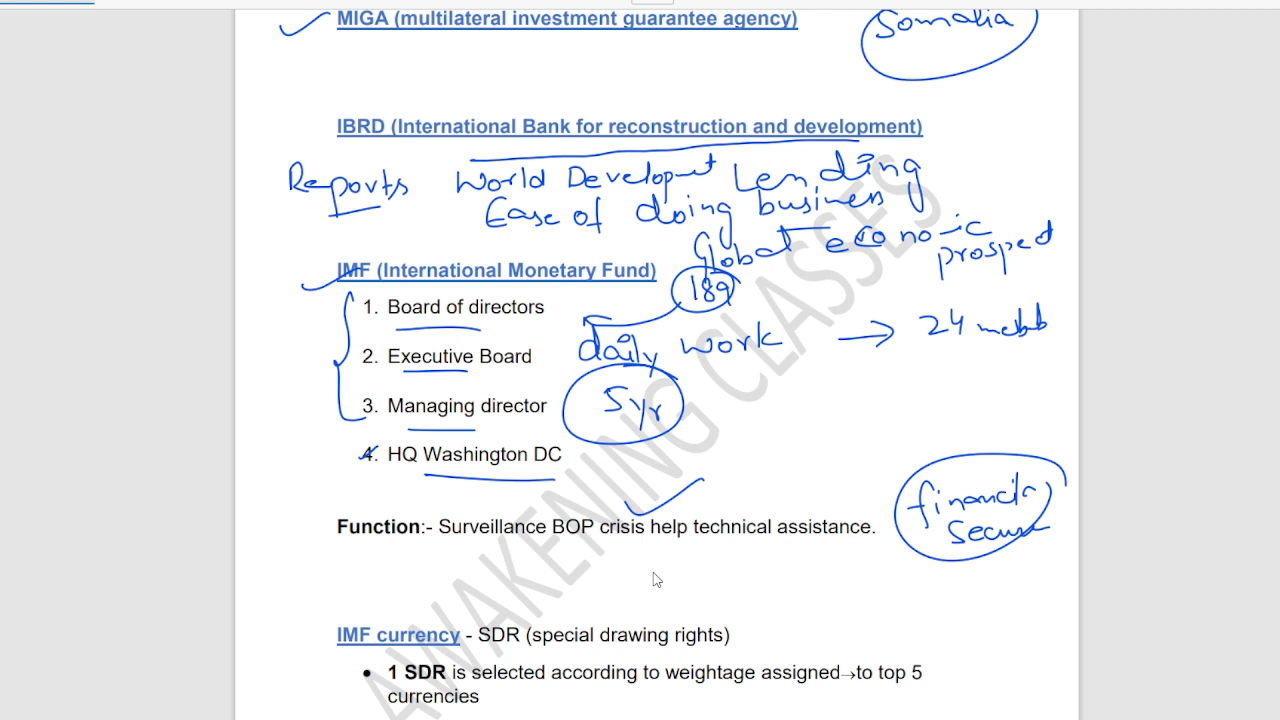 MIGA (multilateral investment guarantee agency)
Somalia
IBRD (International Bank for reconstruction and development)
Reports World Development Lending
Ease of doing business
Global economic
prospect
IMF (International Monetary Fund)
189
1. Board of directors
2. Executive Board
daily work → 24
3. Managing director
5 yr
4. HQ Washington DC
financial
secure
Function:- Surveillance BOP crisis help technical assistance.
IMF currency - SDR (special drawing rights)
• 1 SDR is selected according to weightage assigned→to top 5
currencies
AWAKENING CLASSES